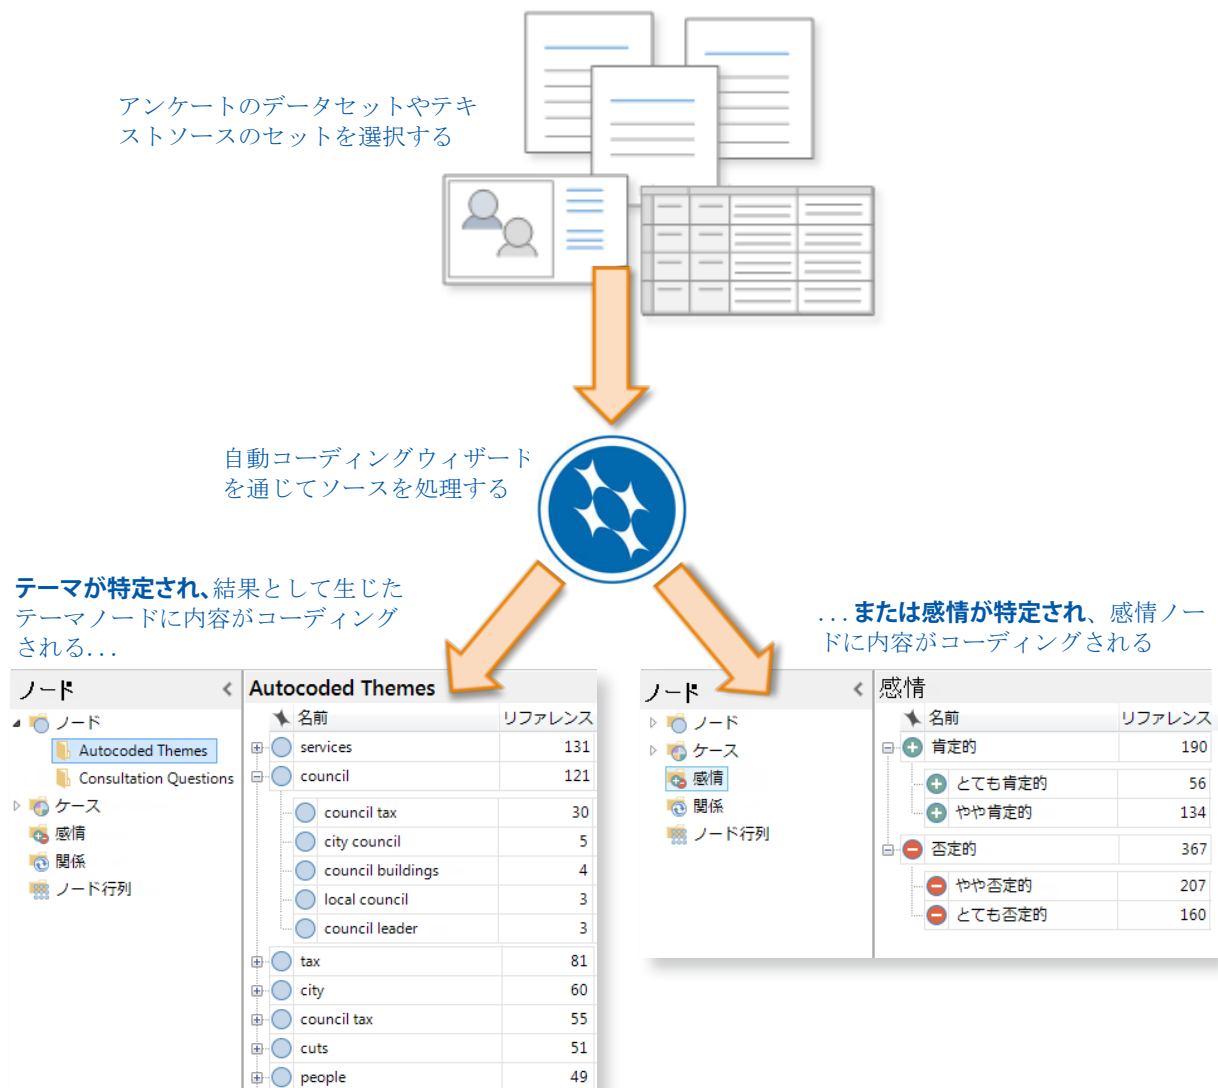 アンケートのデータセットやテキ
ストソースのセットを選択する
自動コーディングウィザード
を通じてソースを処理する
テーマが特定され、結果として生じた
テーマノードに内容がコーディング
される...
...または感情が特定され、感情ノー
ドに内容がコーディングされる
ノード
ノード
Autocoded Themes
Consultation Questions
ケース
感情
関係
ノード行列
Autocoded Themes
名前 リファレンス
services 131
council 121
council tax 30
city council 5
council buildings 4
local council 3
council leader 3
tax 81
city 60
council tax 55
cuts 51
people 49
ノード
ノード
ケース
感情
関係
ノード行列
感情
名前 リファレンス
肯定的 190
とても肯定的 56
やや肯定的 134
否定的 367
やや否定的 207
とても否定的 160